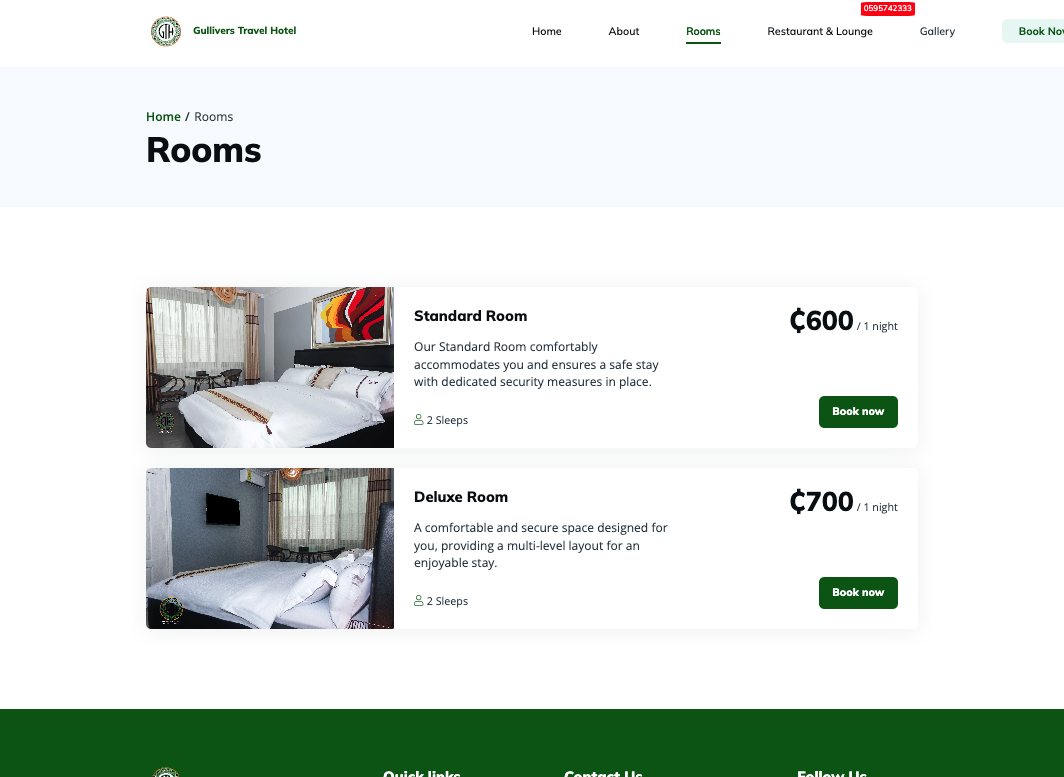 0595742333
GTH
Gullivers Travel Hotel
Home
About
Rooms
Restaurant & Lounge
Gallery
Book Now
Home / Rooms
Rooms
Standard Room
₵600 / 1 night
Our Standard Room comfortably
accommodates you and ensures a safe stay
with dedicated security measures in place.
2 Sleeps
Book now
Deluxe Room
₵700 / 1 night
A comfortable and secure space designed for
you, providing a multi-level layout for an
enjoyable stay.
2 Sleeps
Book now
Quick links
Contact Us
Follow Us